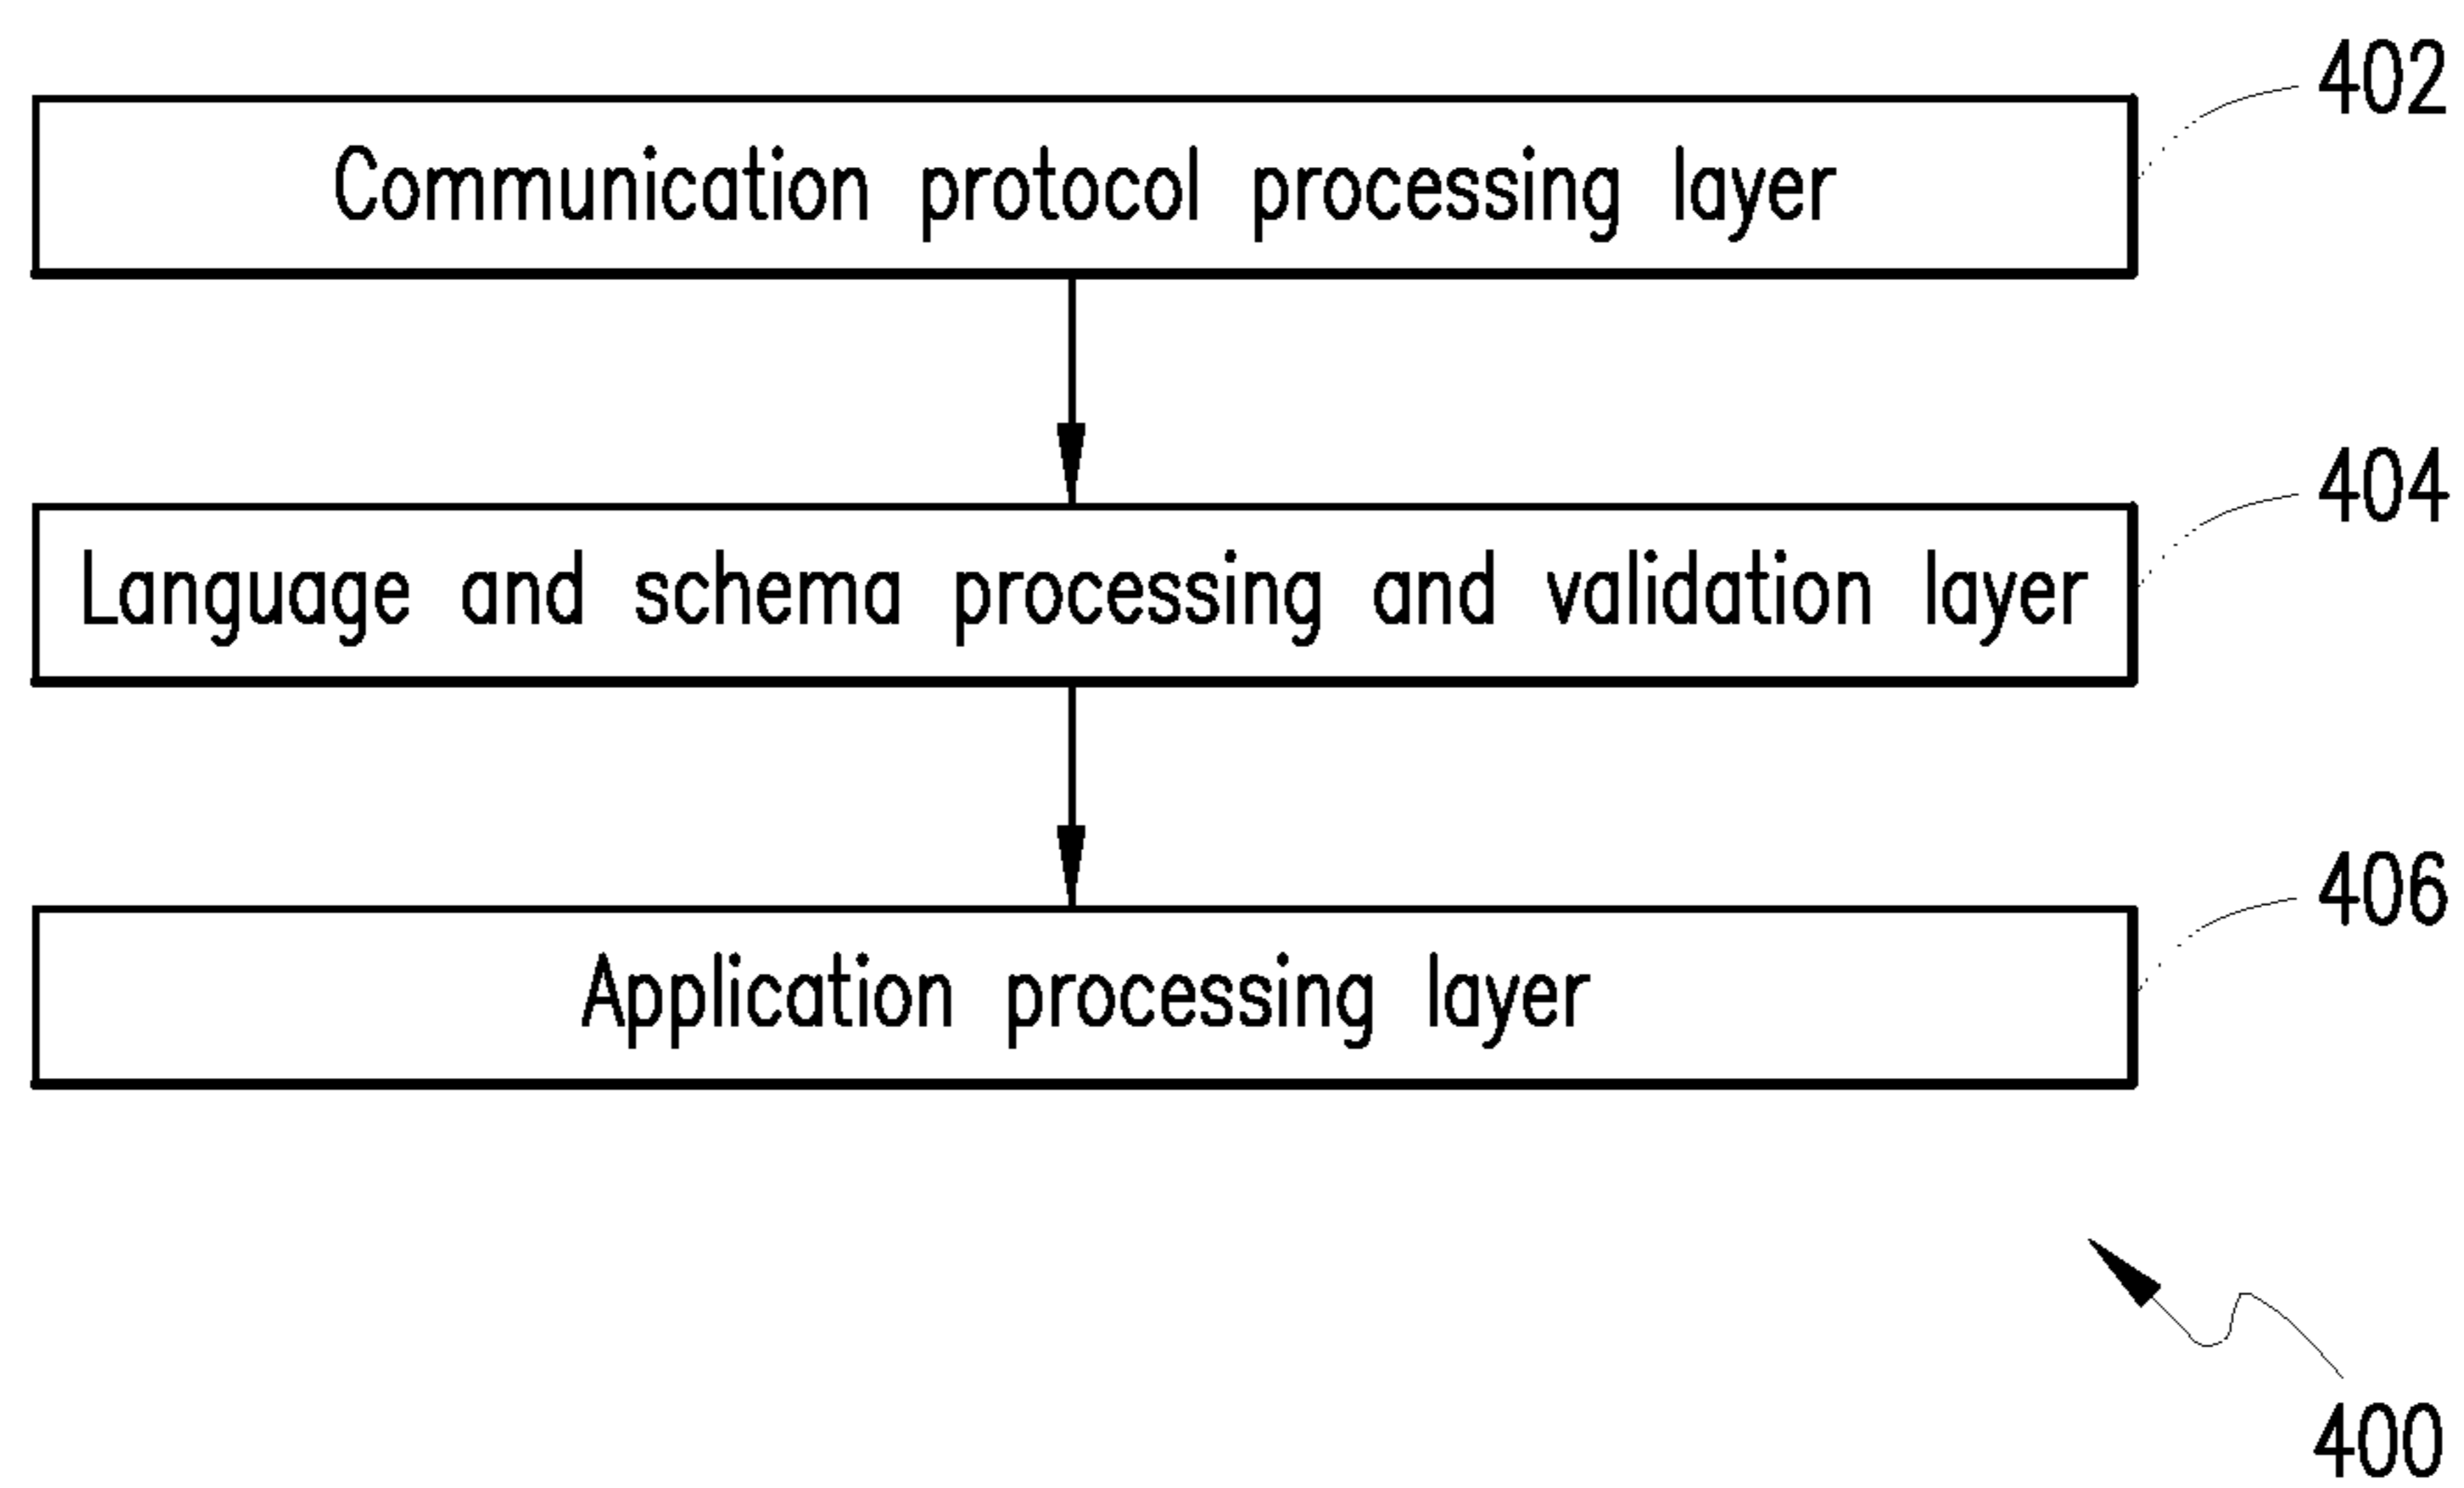 402
Communication protocol processing layer
404
Language and schema processing and validation layer
406
Application processing layer
400